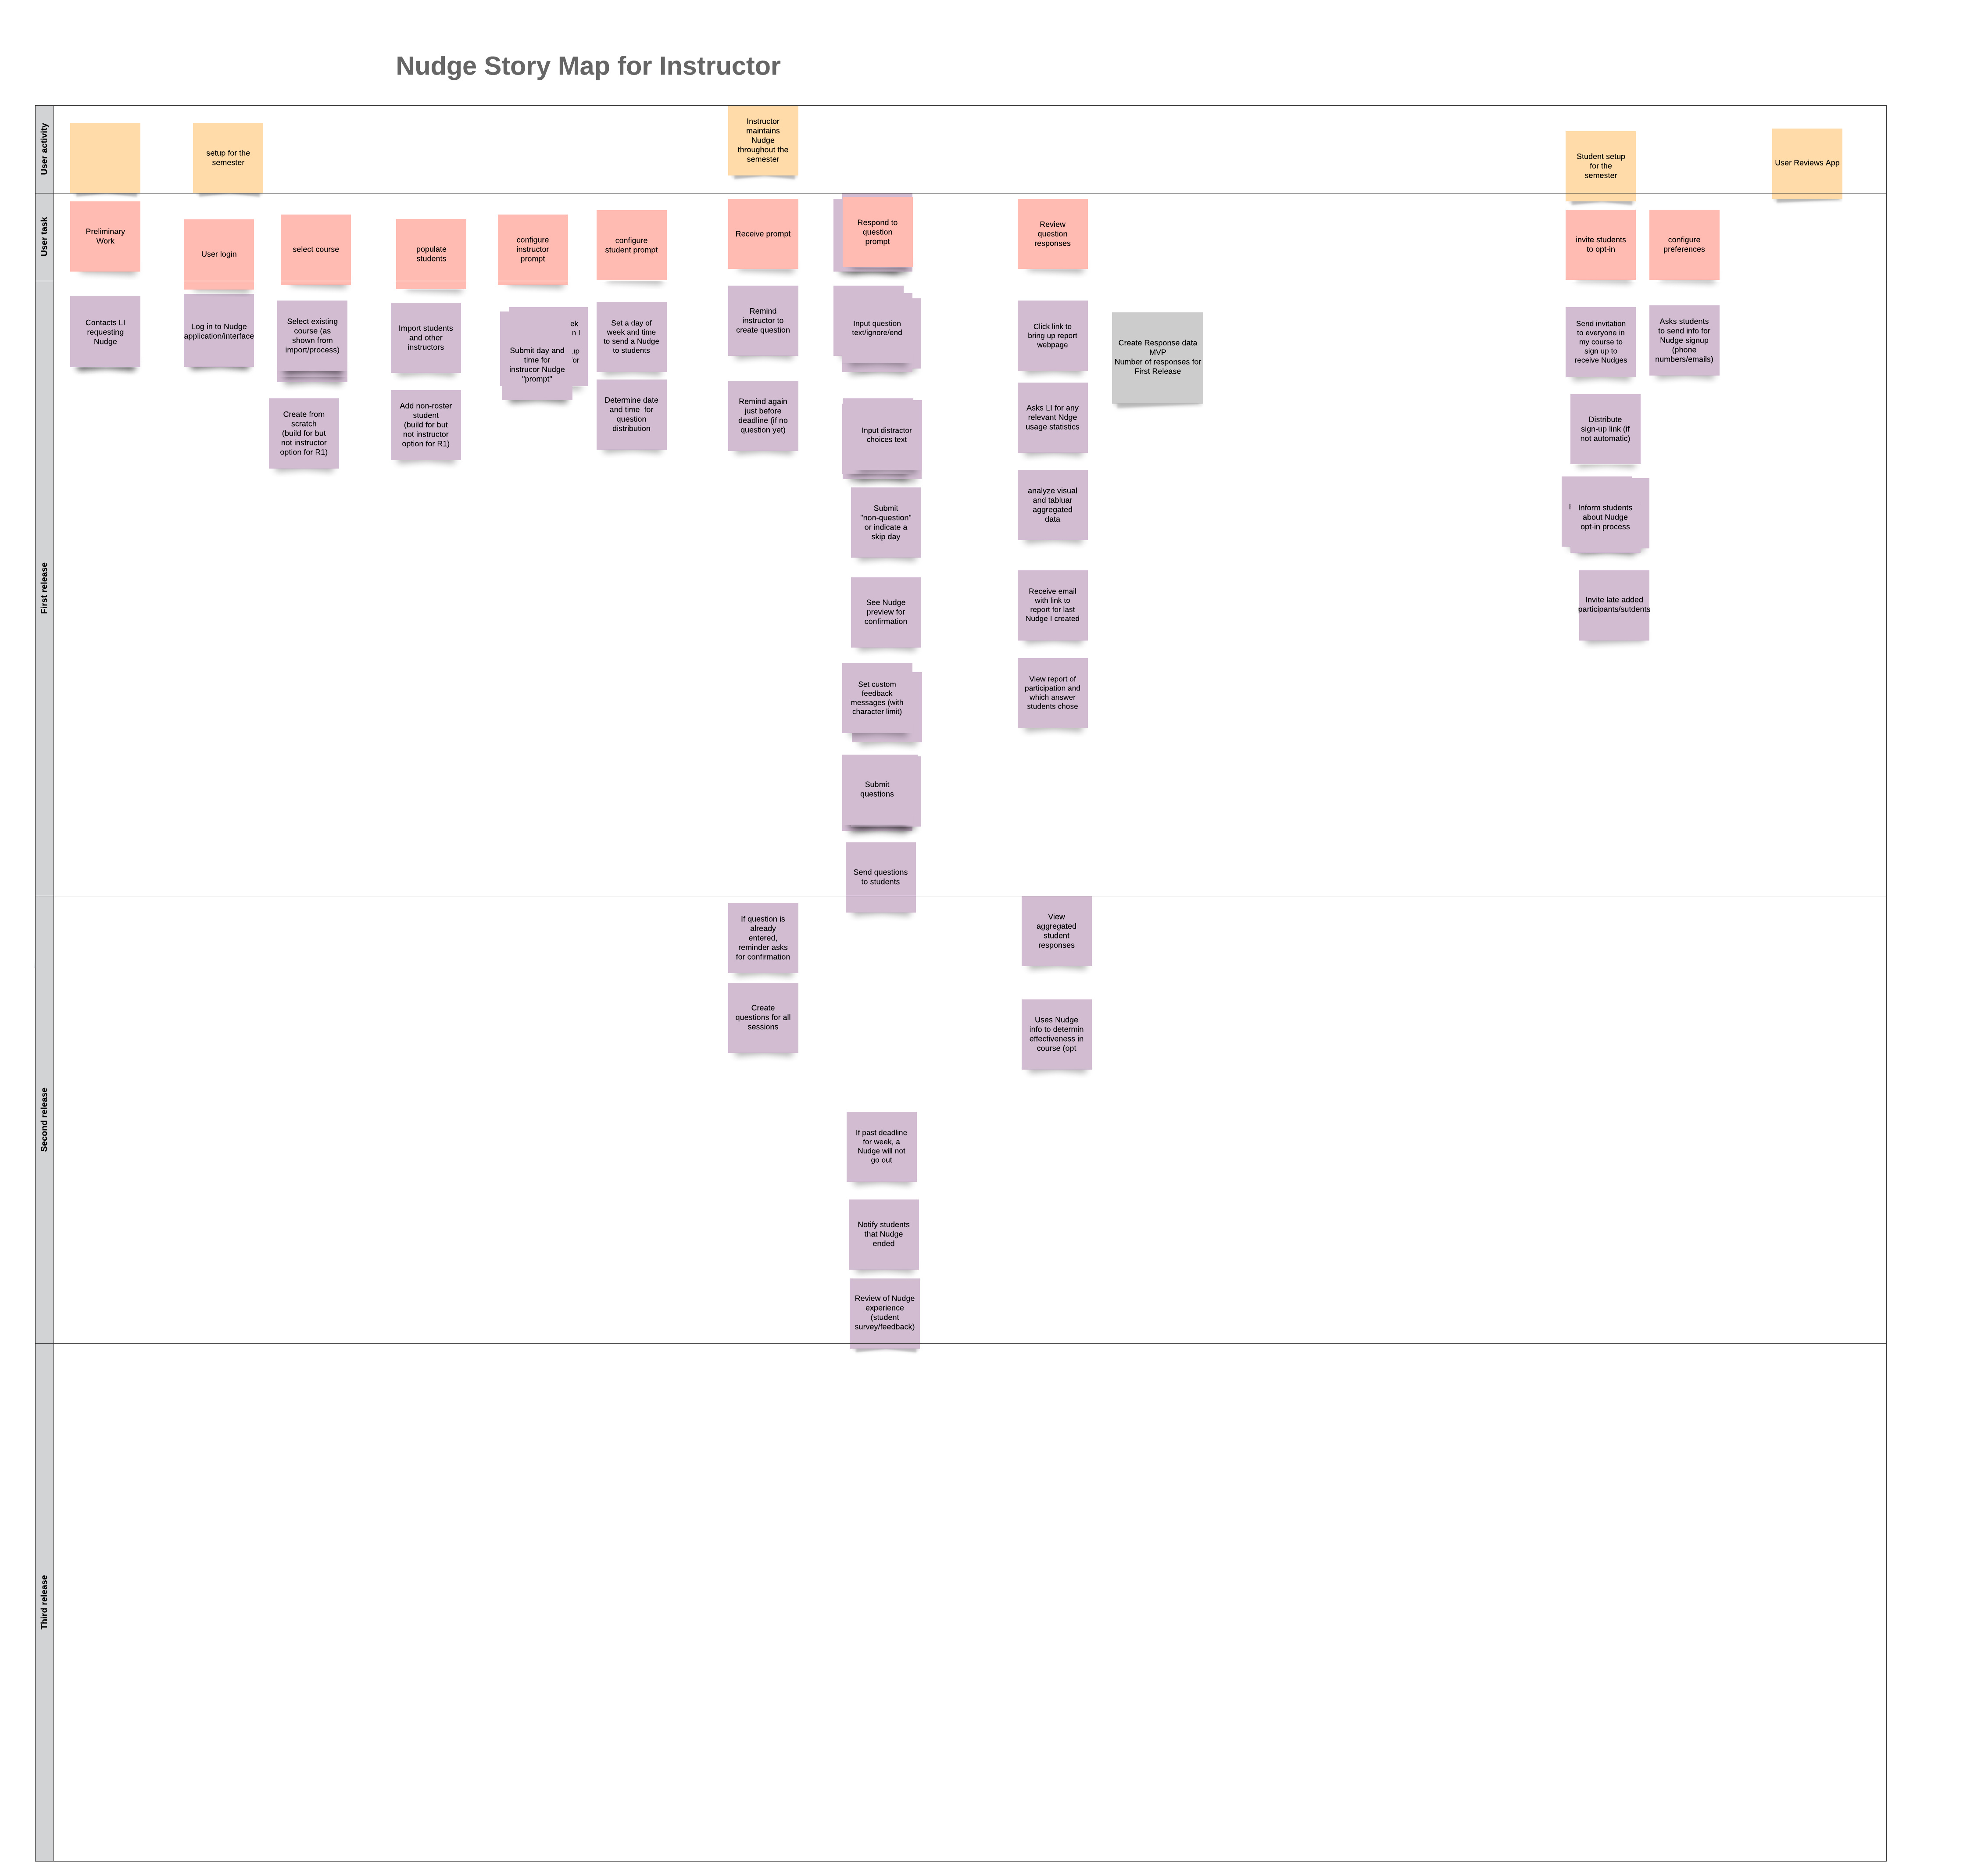 Nudge Story Map for Instructor
User activity
setup for the
semester
Instructor
maintains
Nudge
throughout the
semester
Student setup
for the
semester
User Reviews App
User task
Preliminary
Work
User login
select course
populate
students
configure
instructor
prompt
configure
student prompt
Receive prompt
Respond to
question
prompt
Review
question
responses
invite students
to opt-in
configure
preferences
First release
Contacts LI
requesting
Nudge
Log in to Nudge
application/interface
Select existing
course (as
shown from
import/process)
Create from
scratch
(build for but
not instructor
option for R1)
Import students
and other
instructors
Add non-roster
student
(build for but
not instructor
option for R1)
ek
n I
up
or
Submit day and
time for
instrucor Nudge
"prompt"
Set a day of
week and time
to send a Nudge
to students
Determine date
and time for
question
distribution
Remind
instructor to
create question
Remind again
just before
deadline (if no
question yet)
Input question
text/ignore/end
Input distractor
choices text
Submit
"non-question"
or indicate a
skip day
See Nudge
preview for
confirmation
Set custom
feedback
messages (with
character limit)
Submit
questions
Send questions
to students
Click link to
bring up report
webpage
Asks LI for any
relevant Ndge
usage statistics
analyze visual
and tabluar
aggregated
data
Receive email
with link to
report for last
Nudge I created
View report of
participation and
which answer
students chose
Create Response data
MVP
Number of responses for
First Release
Send invitation
to everyone in
my course to
sign up to
receive Nudges
Distribute
sign-up link (if
not automatic)
Inform students
about Nudge
opt-in process
Invite late added
participants/sutdents
Asks students
to send info for
Nudge signup
(phone
numbers/emails)
Second release
If question is
already
entered,
reminder asks
for confirmation
Create
questions for all
sessions
If past deadline
for week, a
Nudge will not
go out
Notify students
that Nudge
ended
Review of Nudge
experience
(student
survey/feedback)
View
aggregated
student
responses
Uses Nudge
info to determin
effectiveness in
course (opt
Third release